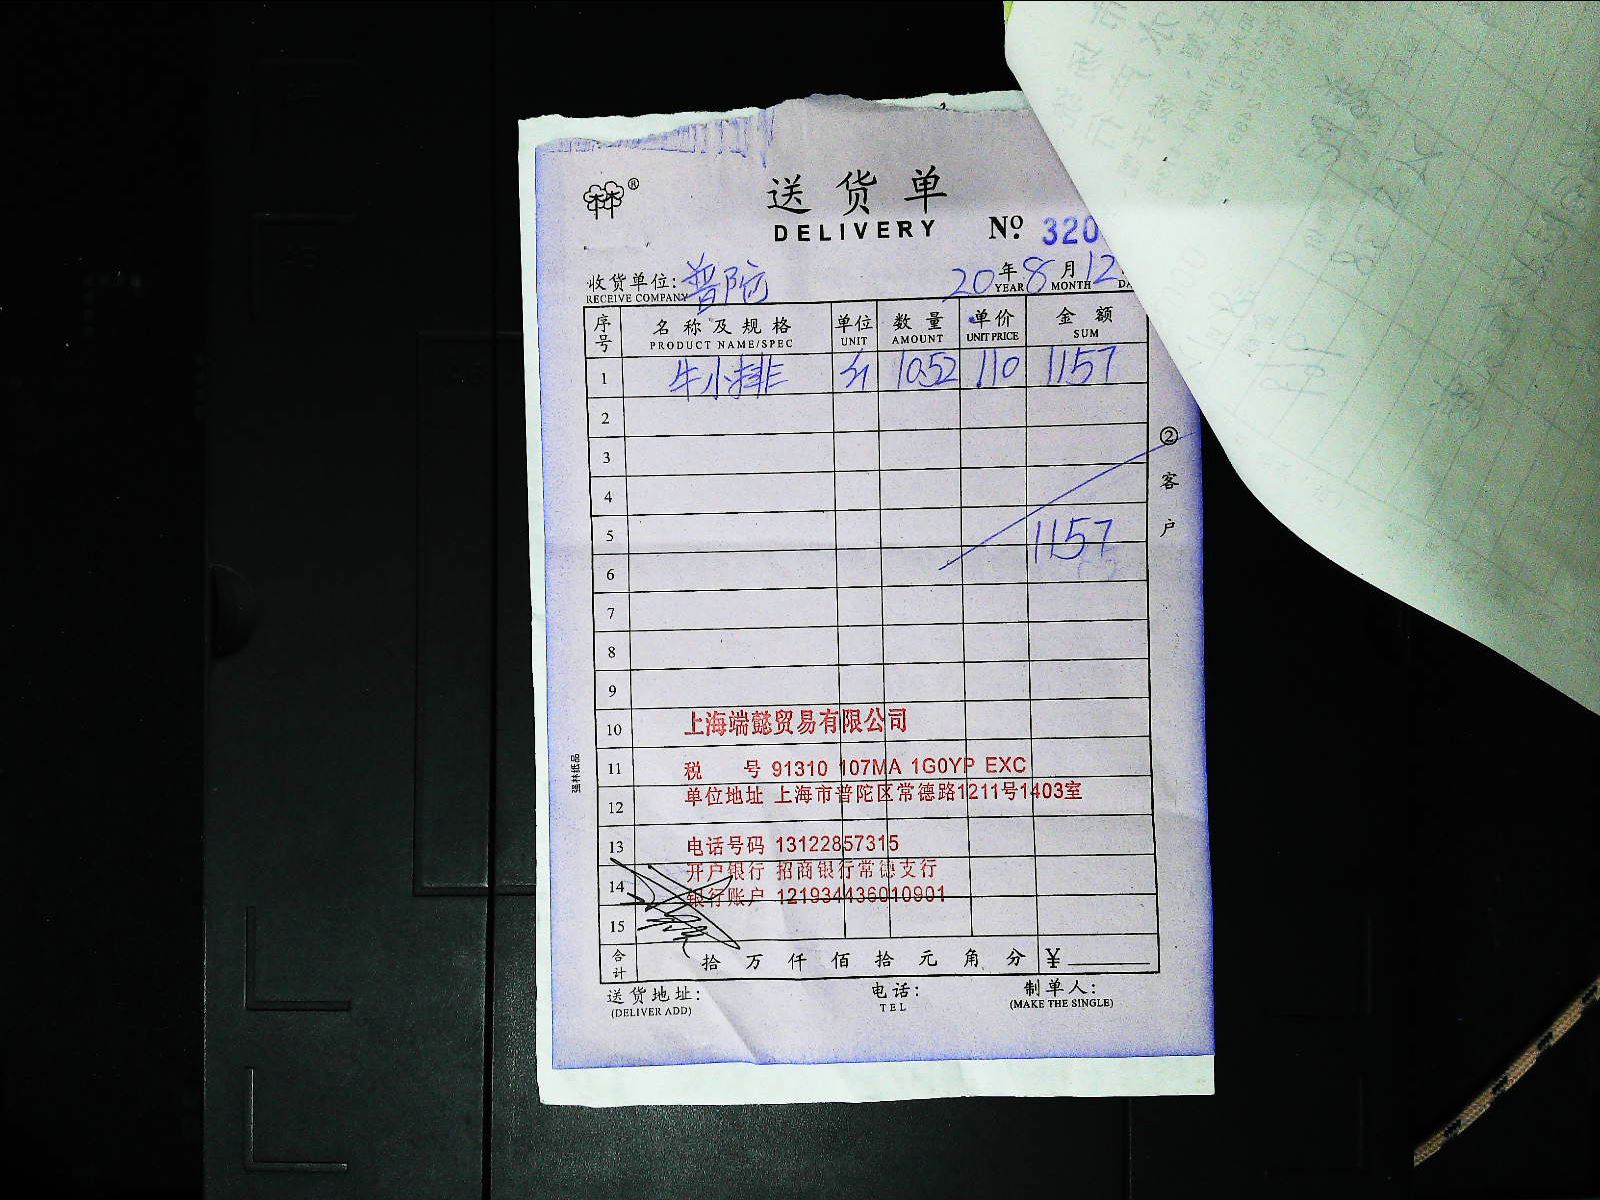 林®
送货单
DELIVERY Nº 320
收货单位: 普陀 20年8月12
RECEIVE COMPANY YEAR MONTH DA
序号 名称及规格 单位 数量 单价 金额
PRODUCT NAME/SPEC UNIT AMOUNT UNIT PRICE SUM
1 牛小排 10.52 110 1157
2
3
4
5 1157
6
7
8
9
10 上海端懿贸易有限公司
11 税 号 91310 107MA 1G0YP EXC
12 单位地址 上海市普陀区常德路1211号1403室
13 电话号码 13122857315
开户银行 招商银行常德支行
14 银行账户 121934436010901
15
合计 拾万仟佰拾元角分 ¥
送货地址: 电话: 制单人:
(DELIVER ADD) TEL (MAKE THE SINGLE)
②客户
强林纸品